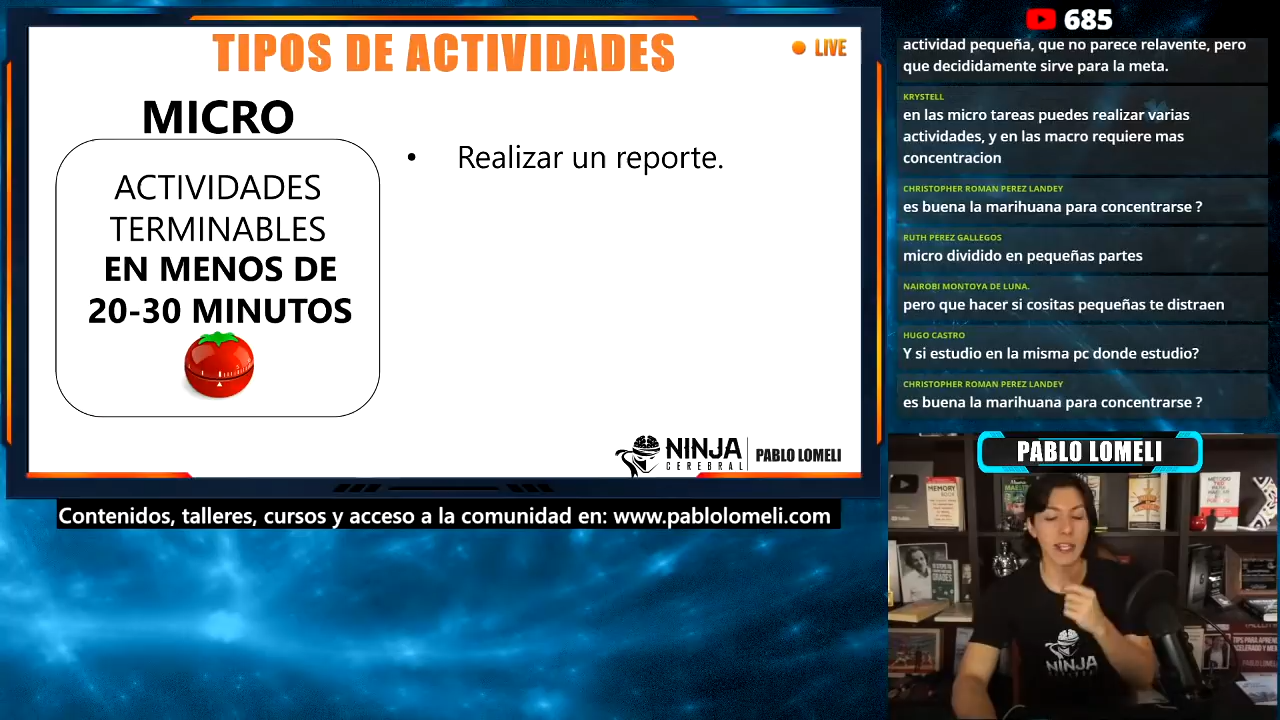 TIPOS DE ACTIVIDADES
LIVE
MICRO
ACTIVIDADES
TERMINABLES
EN MENOS DE
20-30 MINUTOS
• Realizar un reporte.
NINJA
CEREBRAL
PABLO LOMELI
Contenidos, talleres, cursos y acceso a la comunidad en: www.pablolomeli.com
685
actividad pequeña, que no parece relavente, pero
que decididamente sirve para la meta.
KRYSTELL
en las micro tareas puedes realizar varias
actividades, y en las macro requiere mas
concentracion
CHRISTOPHER ROMAN PEREZ LANDEY
es buena la marihuana para concentrarse ?
RUTH PEREZ GALLEGOS
micro dividido en pequeñas partes
NAIROBI MONTOYA DE LUNA.
pero que hacer si cositas pequeñas te distraen
HUGO CASTRO
Y si estudio en la misma pc donde estudio?
CHRISTOPHER ROMAN PEREZ LANDEY
es buena la marihuana para concentrarse ?
PABLO LOMELI
MEMORY
NINJA